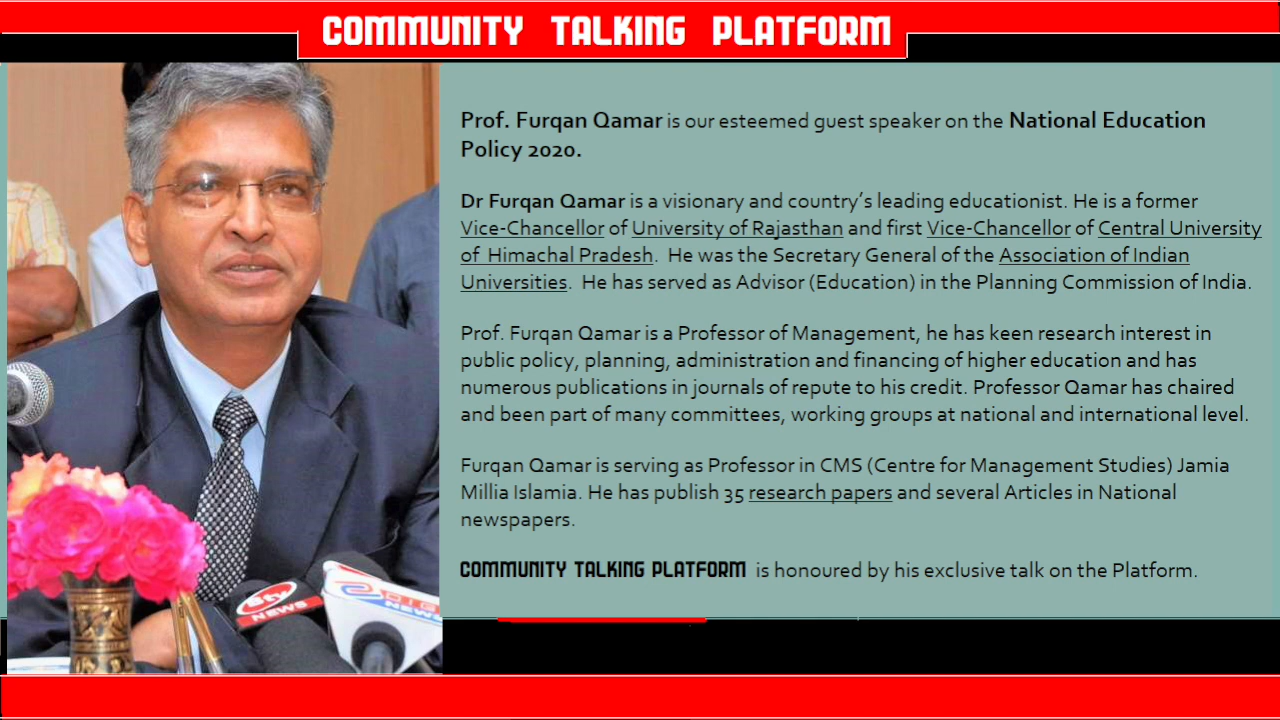 COMMUNITY TALKING PLATFORM
Prof. Furqan Qamar is our esteemed guest speaker on the National Education
Policy 2020.
Dr Furqan Qamar is a visionary and country's leading educationist. He is a former
Vice-Chancellor of University of Rajasthan and first Vice-Chancellor of Central University
of Himachal Pradesh. He was the Secretary General of the Association of Indian
Universities. He has served as Advisor (Education) in the Planning Commission of India.
Prof. Furqan Qamar is a Professor of Management, he has keen research interest in
public policy, planning, administration and financing of higher education and has
numerous publications in journals of repute to his credit. Professor Qamar has chaired
and been part of many committees, working groups at national and international level.
Furqan Qamar is serving as Professor in CMS (Centre for Management Studies) Jamia
Millia Islamia. He has publish 35 research papers and several Articles in National
newspapers.
COMMUNITY TALKING PLATFORM is honoured by his exclusive talk on the Platform.
NEWS
NEWS